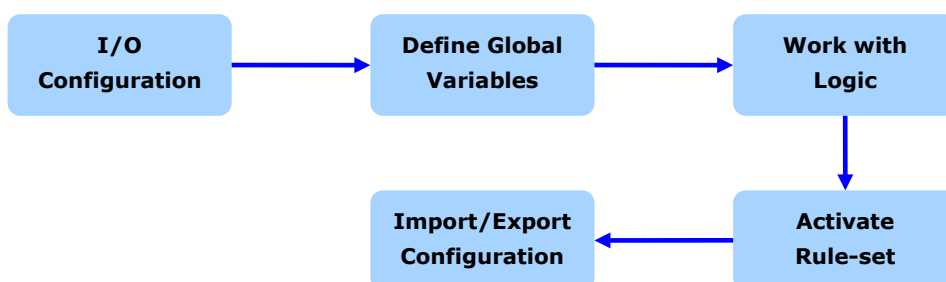 I/O
Configuration
Define Global
Variables
Work with
Logic
Activate
Rule-set
Import/Export
Configuration